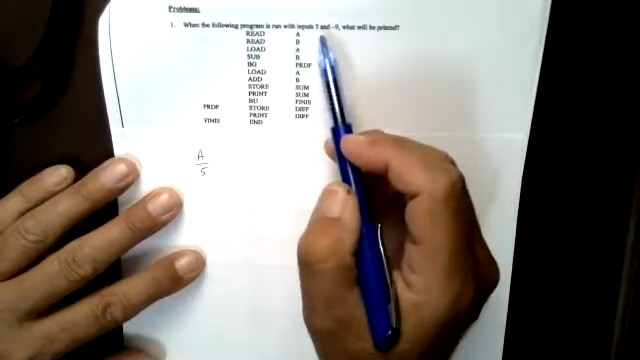 Problems:
1. When the following program is run with inputs 5 and -9, what will be printed?
READ A
READ B
LOAD A
SUB B
BG PRDF
LOAD A
ADD B
STORE SUM
PRINT SUM
BU FINIS
PRDF STORE DIFF
PRINT DIFF
FINIS END
A
5